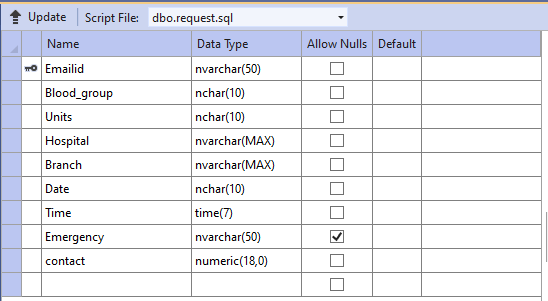 Update Script File: dbo.request.sql
Name Data Type Allow Nulls Default
Emailid nvarchar(50)
Blood_group nchar(10)
Units nchar(10)
Hospital nvarchar(MAX)
Branch nvarchar(MAX)
Date nchar(10)
Time time(7)
Emergency nvarchar(50)
contact numeric(18,0)